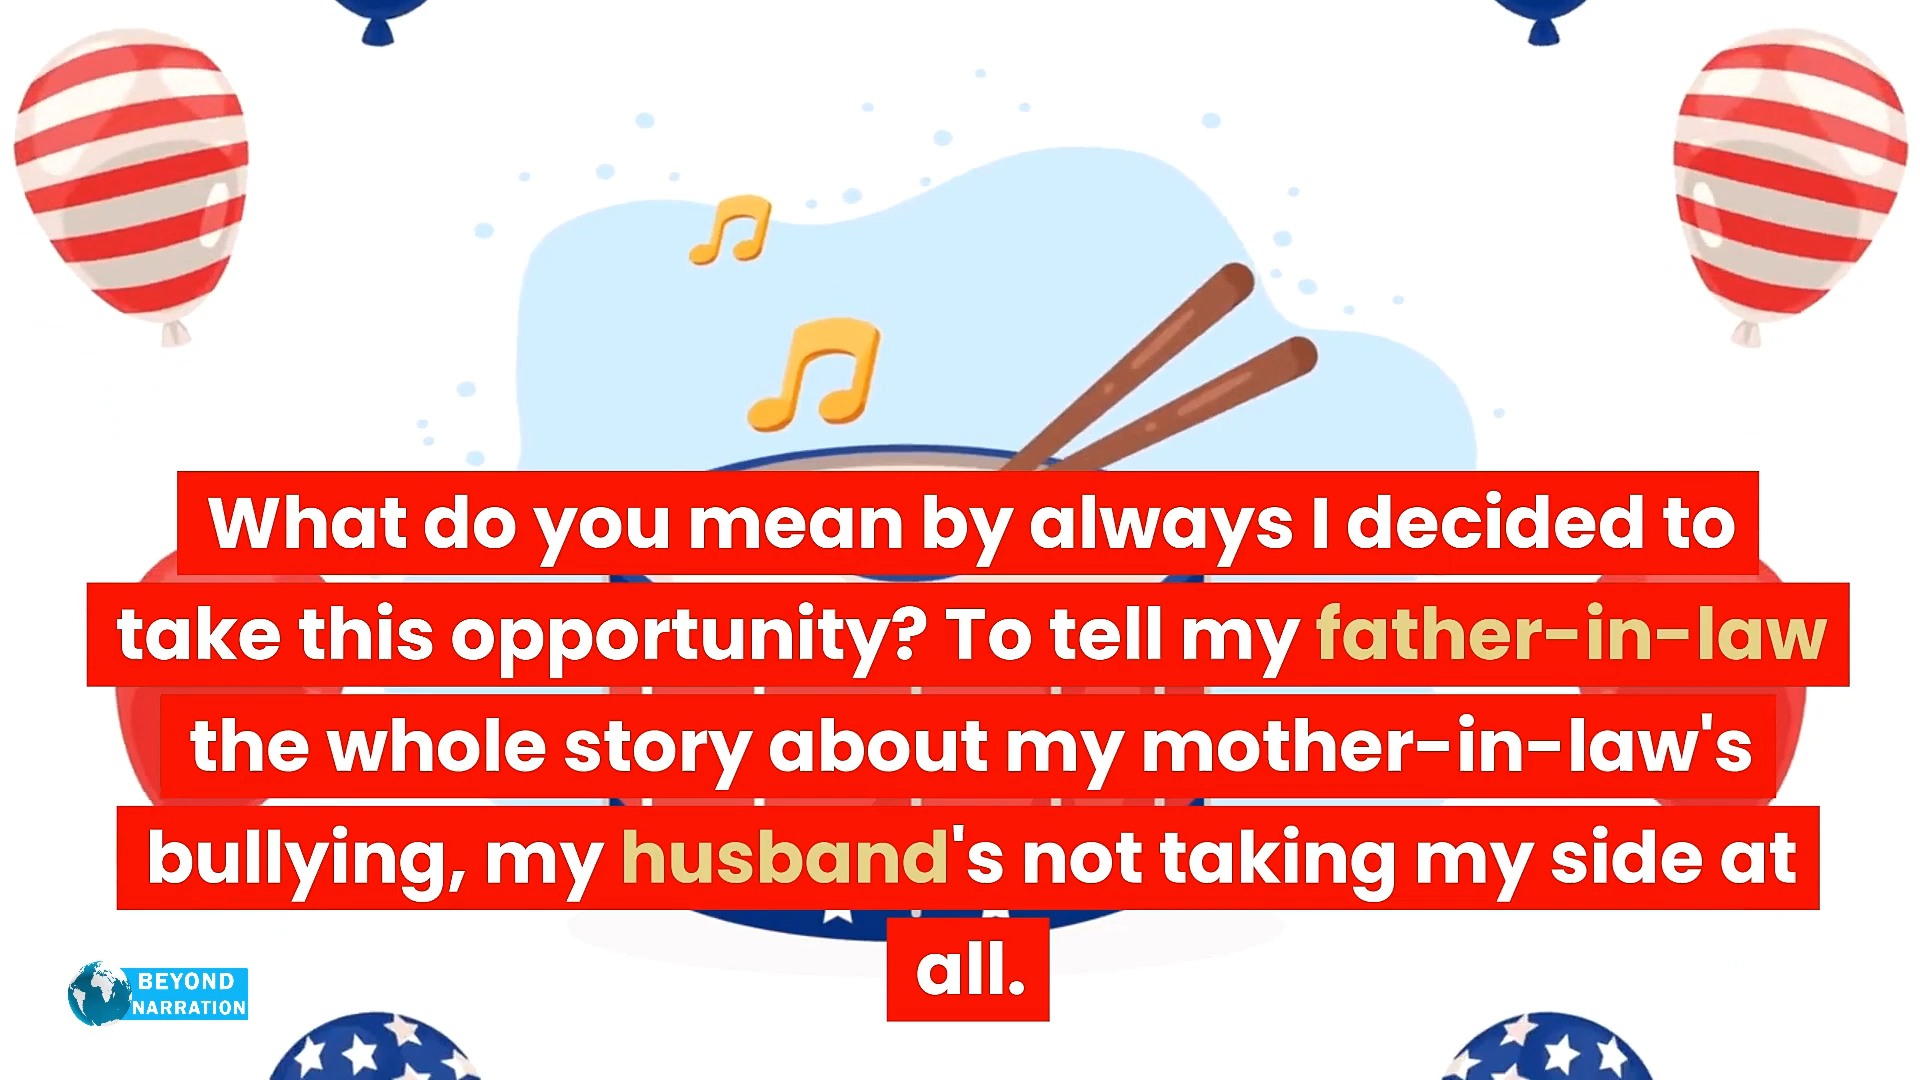 What do you mean by always I decided to
take this opportunity? To tell my father-in-law
the whole story about my mother-in-law's
bullying, my husband's not taking my side at
all.
BEYOND
NARRATION